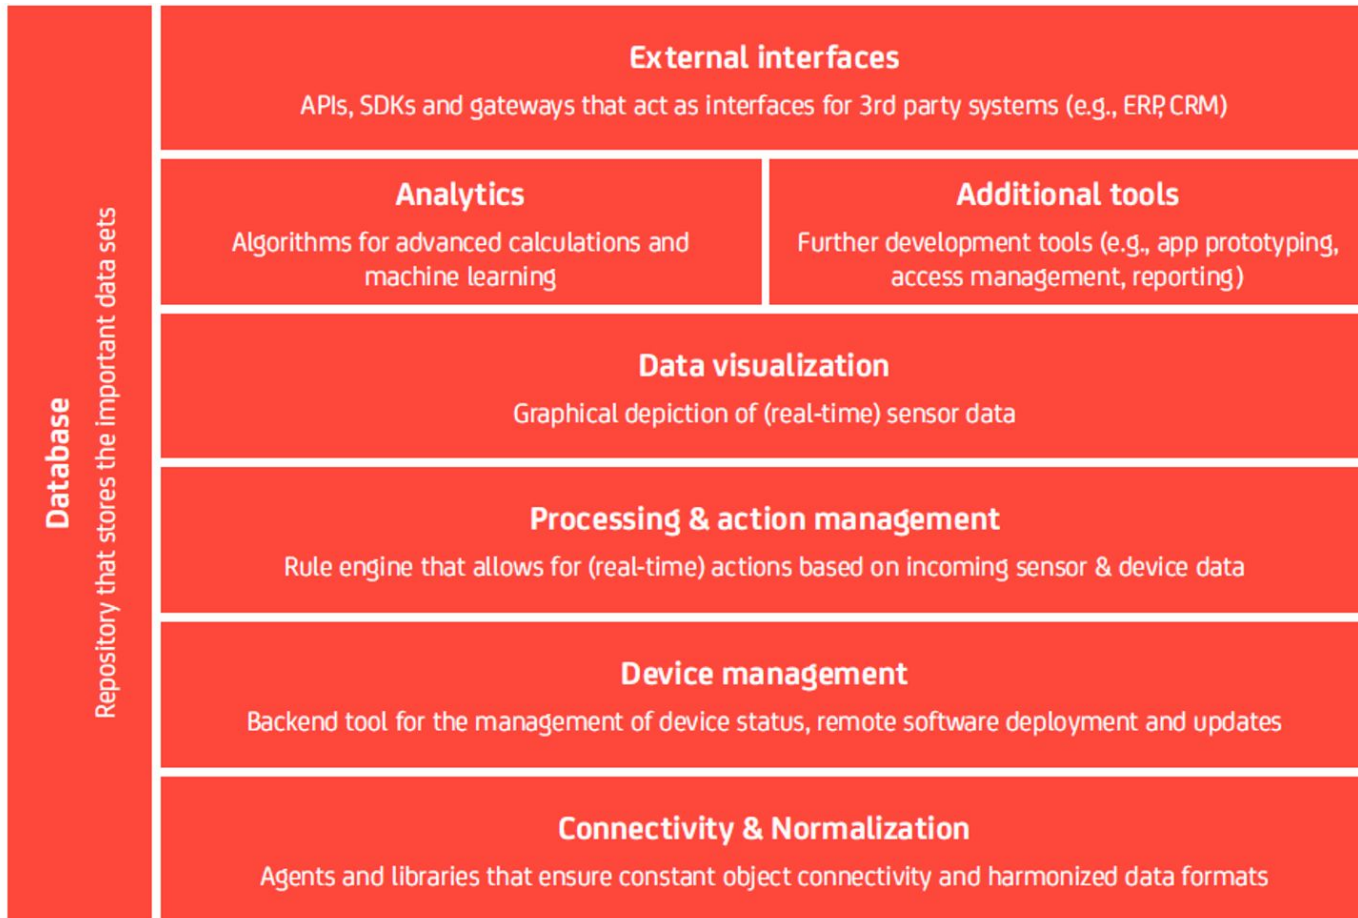 Database
Repository that stores the important data sets
External interfaces
APIs, SDKs and gateways that act as interfaces for 3rd party systems (e.g., ERP, CRM)
Analytics
Algorithms for advanced calculations and
machine learning
Additional tools
Further development tools (e.g., app prototyping,
access management, reporting)
Data visualization
Graphical depiction of (real-time) sensor data
Processing & action management
Rule engine that allows for (real-time) actions based on incoming sensor & device data
Device management
Backend tool for the management of device status, remote software deployment and updates
Connectivity & Normalization
Agents and libraries that ensure constant object connectivity and harmonized data formats